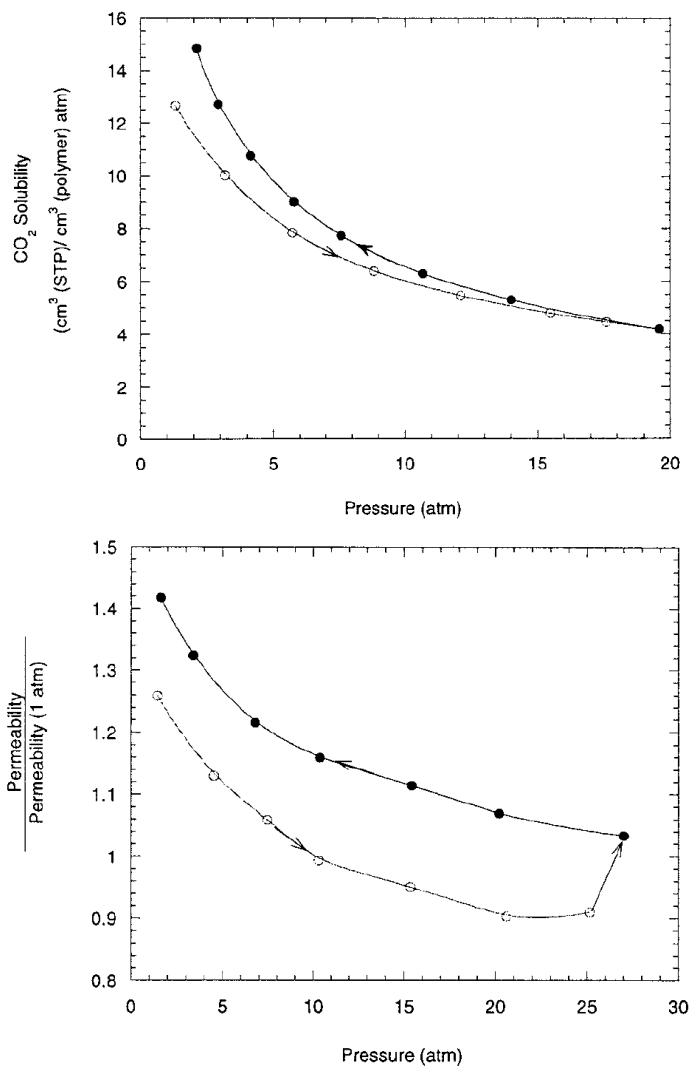 16
14
12
10
8
6
4
2
0
CO2 Solubility
(cm3 (STP)/ cm3 (polymer) atm)
0 5 10 15 20
Pressure (atm)
1.5
1.4
1.3
1.2
1.1
1
0.9
0.8
Permeability
Permeability (1 atm)
0 5 10 15 20 25 30
Pressure (atm)